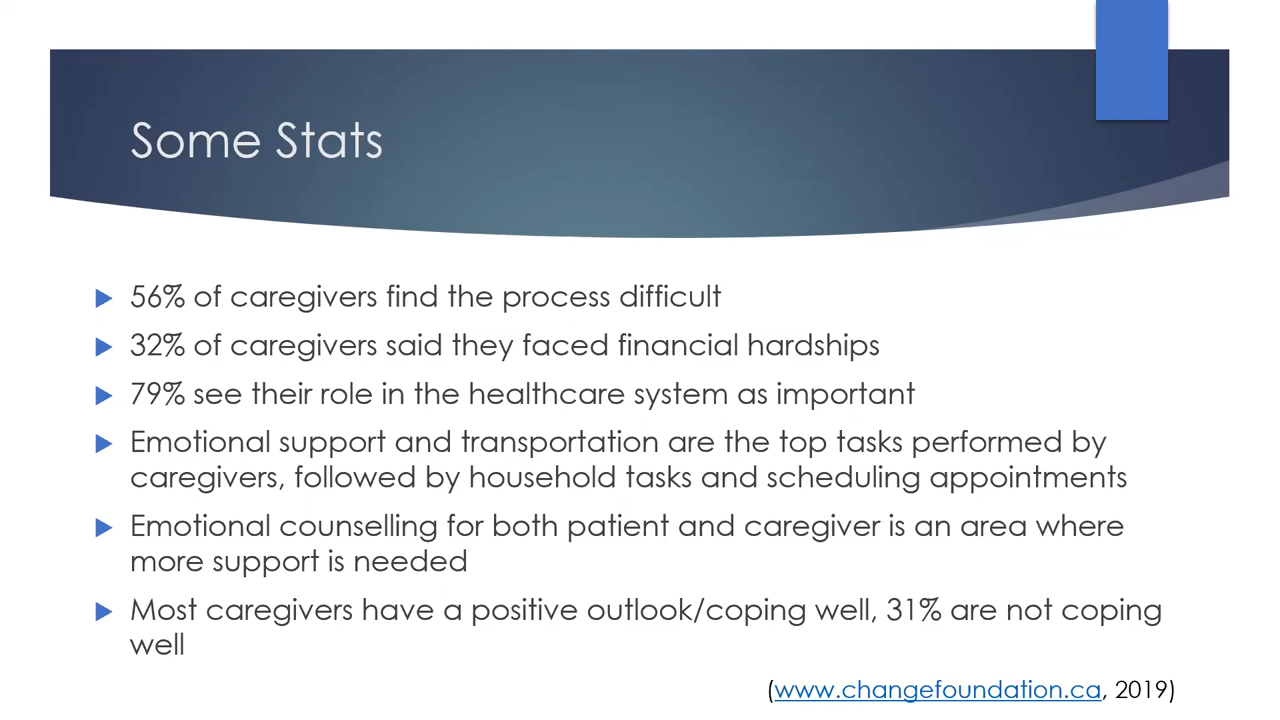 Some Stats
56% of caregivers find the process difficult
32% of caregivers said they faced financial hardships
79% see their role in the healthcare system as important
Emotional support and transportation are the top tasks performed by
caregivers, followed by household tasks and scheduling appointments
Emotional counselling for both patient and caregiver is an area where
more support is needed
Most caregivers have a positive outlook/coping well, 31% are not coping
well
(www.changefoundation.ca, 2019)